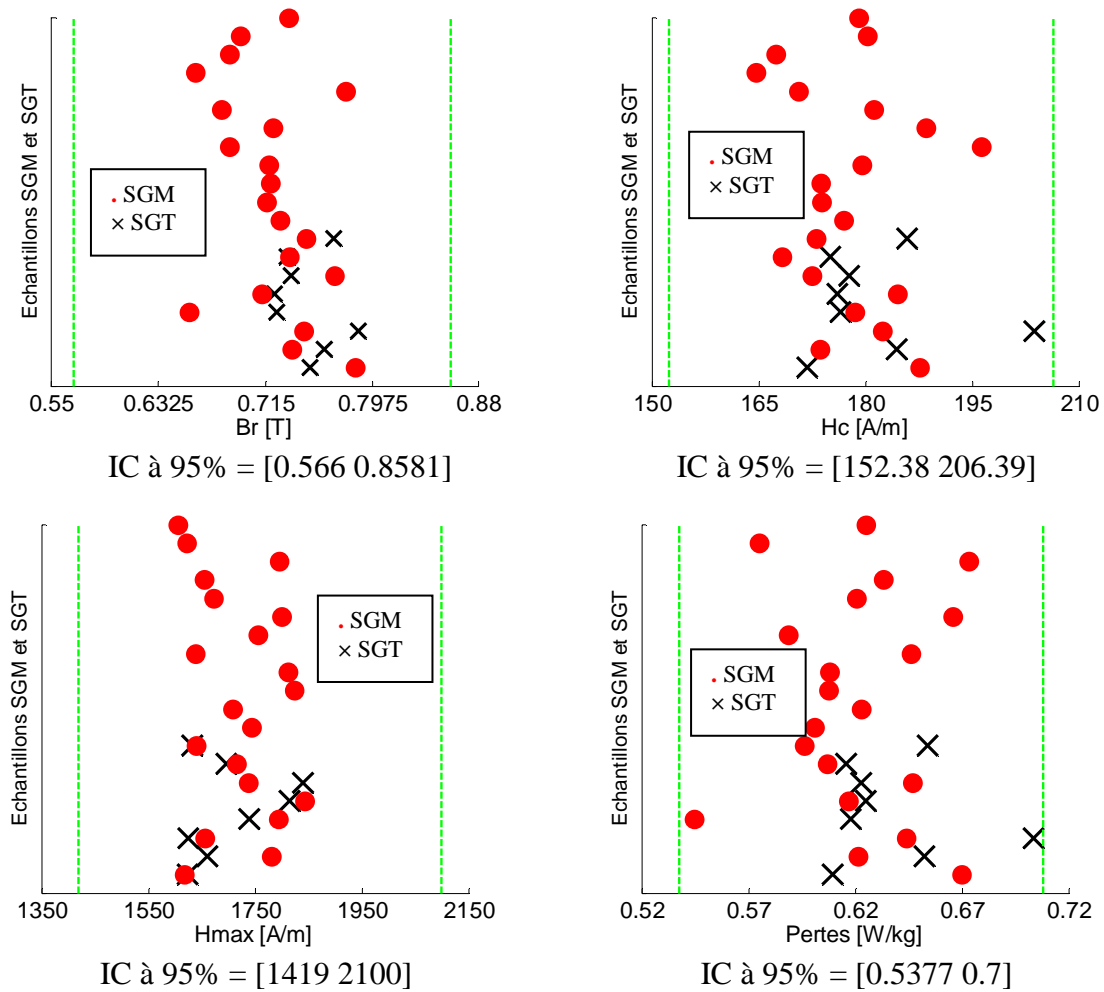 Echantillons SGM et SGT
. SGM
× SGT
0.55 0.6325 0.715 0.7975 0.88
Br [T]
IC à 95% = [0.566 0.8581]
Echantillons SGM et SGT
. SGM
× SGT
150 165 180 195 210
Hc [A/m]
IC à 95% = [152.38 206.39]
Echantillons SGM et SGT
. SGM
× SGT
1350 1550 1750 1950 2150
Hmax [A/m]
IC à 95% = [1419 2100]
Echantillons SGM et SGT
. SGM
× SGT
0.52 0.57 0.62 0.67 0.72
Pertes [W/kg]
IC à 95% = [0.5377 0.7]